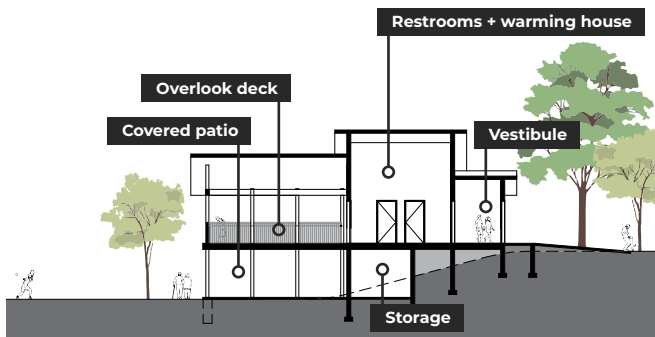 Restrooms + warming house
Overlook deck
Covered patio
Vestibule
Storage